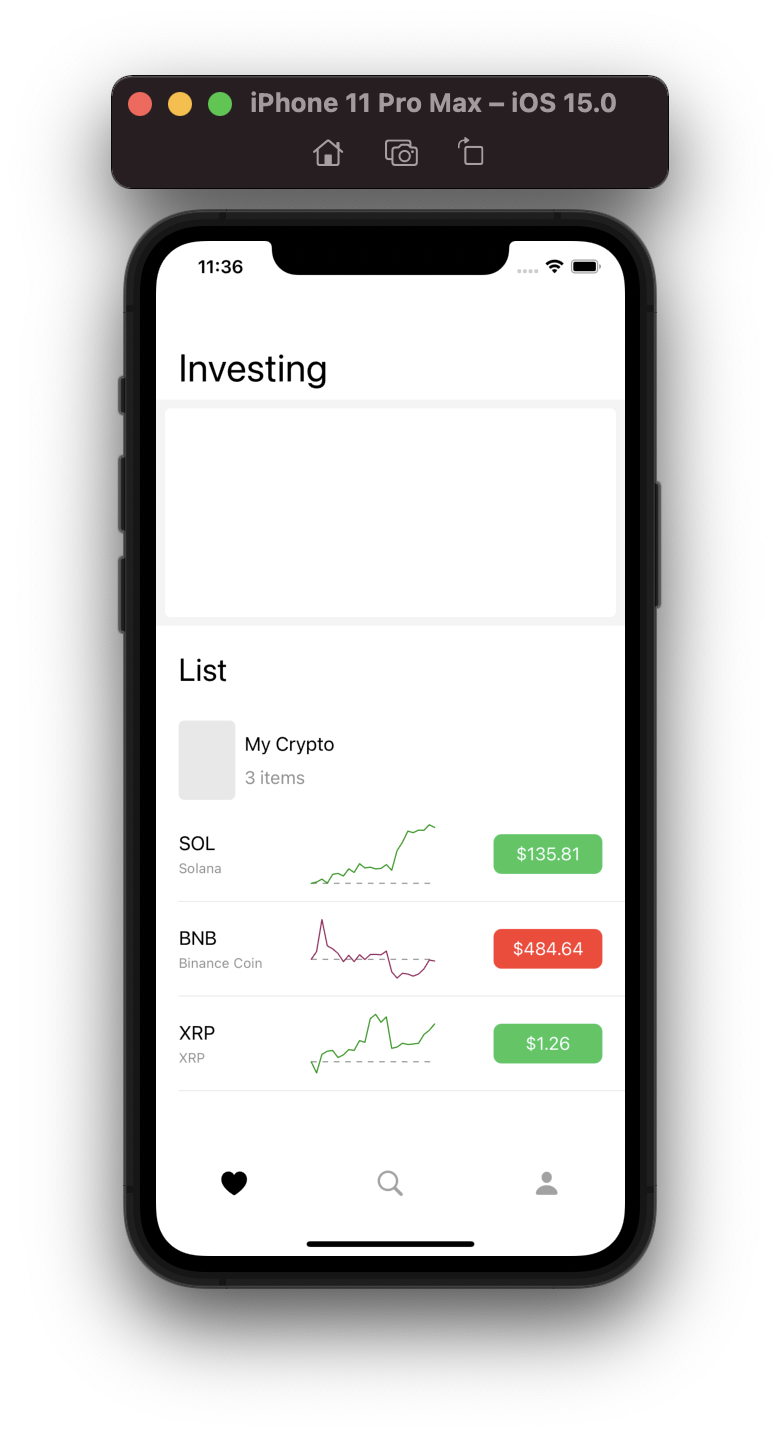 iPhone 11 Pro Max – iOS 15.0
11:36
Investing
List
My Crypto
3 items
SOL
Solana
$135.81
BNB
Binance Coin
$484.64
XRP
XRP
$1.26